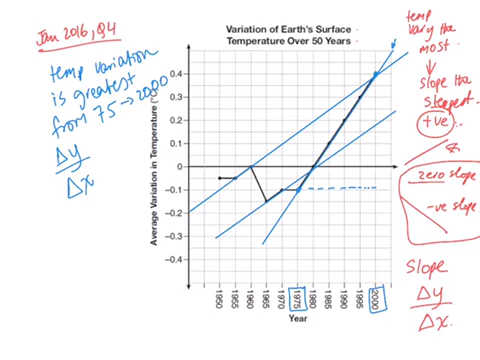 Jan 2016, Q4
temp variation
is greatest
from 75 → 2000
Δy
Δx
Variation of Earth's Surface
Temperature Over 50 Years
Average Variation in Temperature (°
0.4
0.3
0.2
0.1
0
−0.1
−0.2
−0.3
−0.4
1950
1955
1960
1965
1970
1975
1980
1985
1990
1995
2000
Year
temp
vary the
most.
slope the
steepest
+ve
zero slope
-ve slope
Slope
Δy
Δx